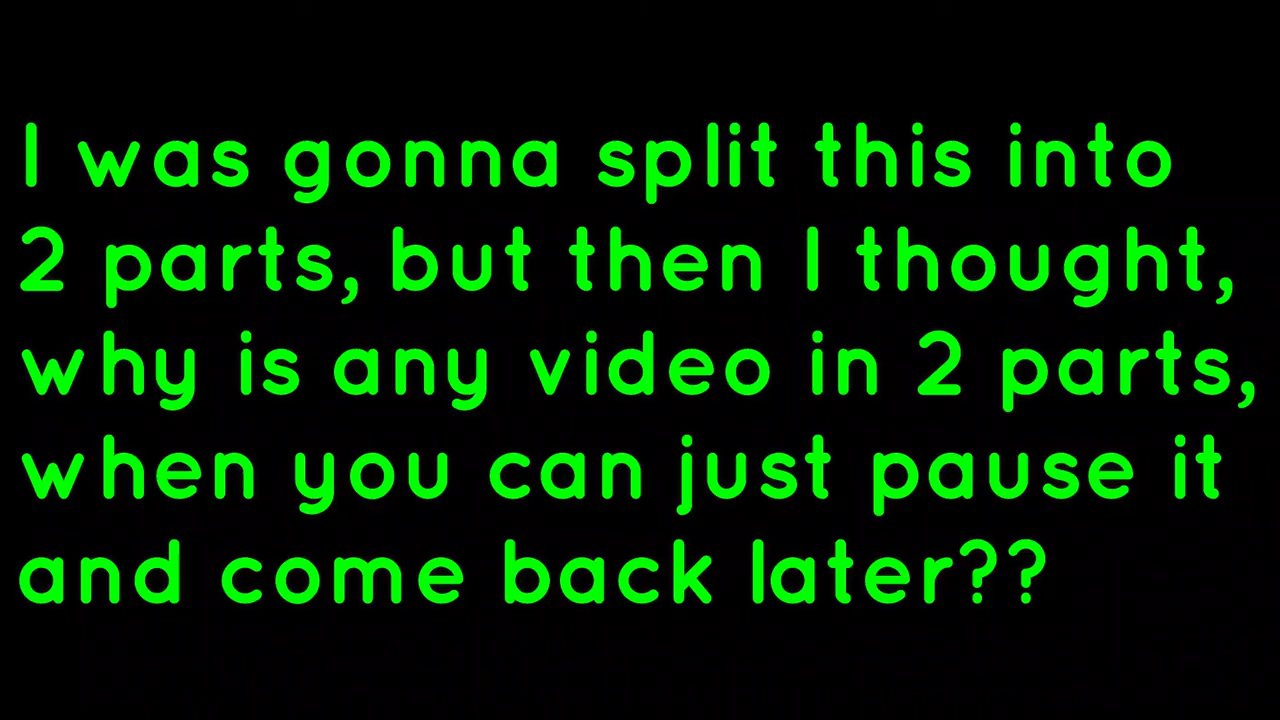 I was gonna split this into
2 parts, but then I thought,
why is any video in 2 parts,
when you can just pause it
and come back later??